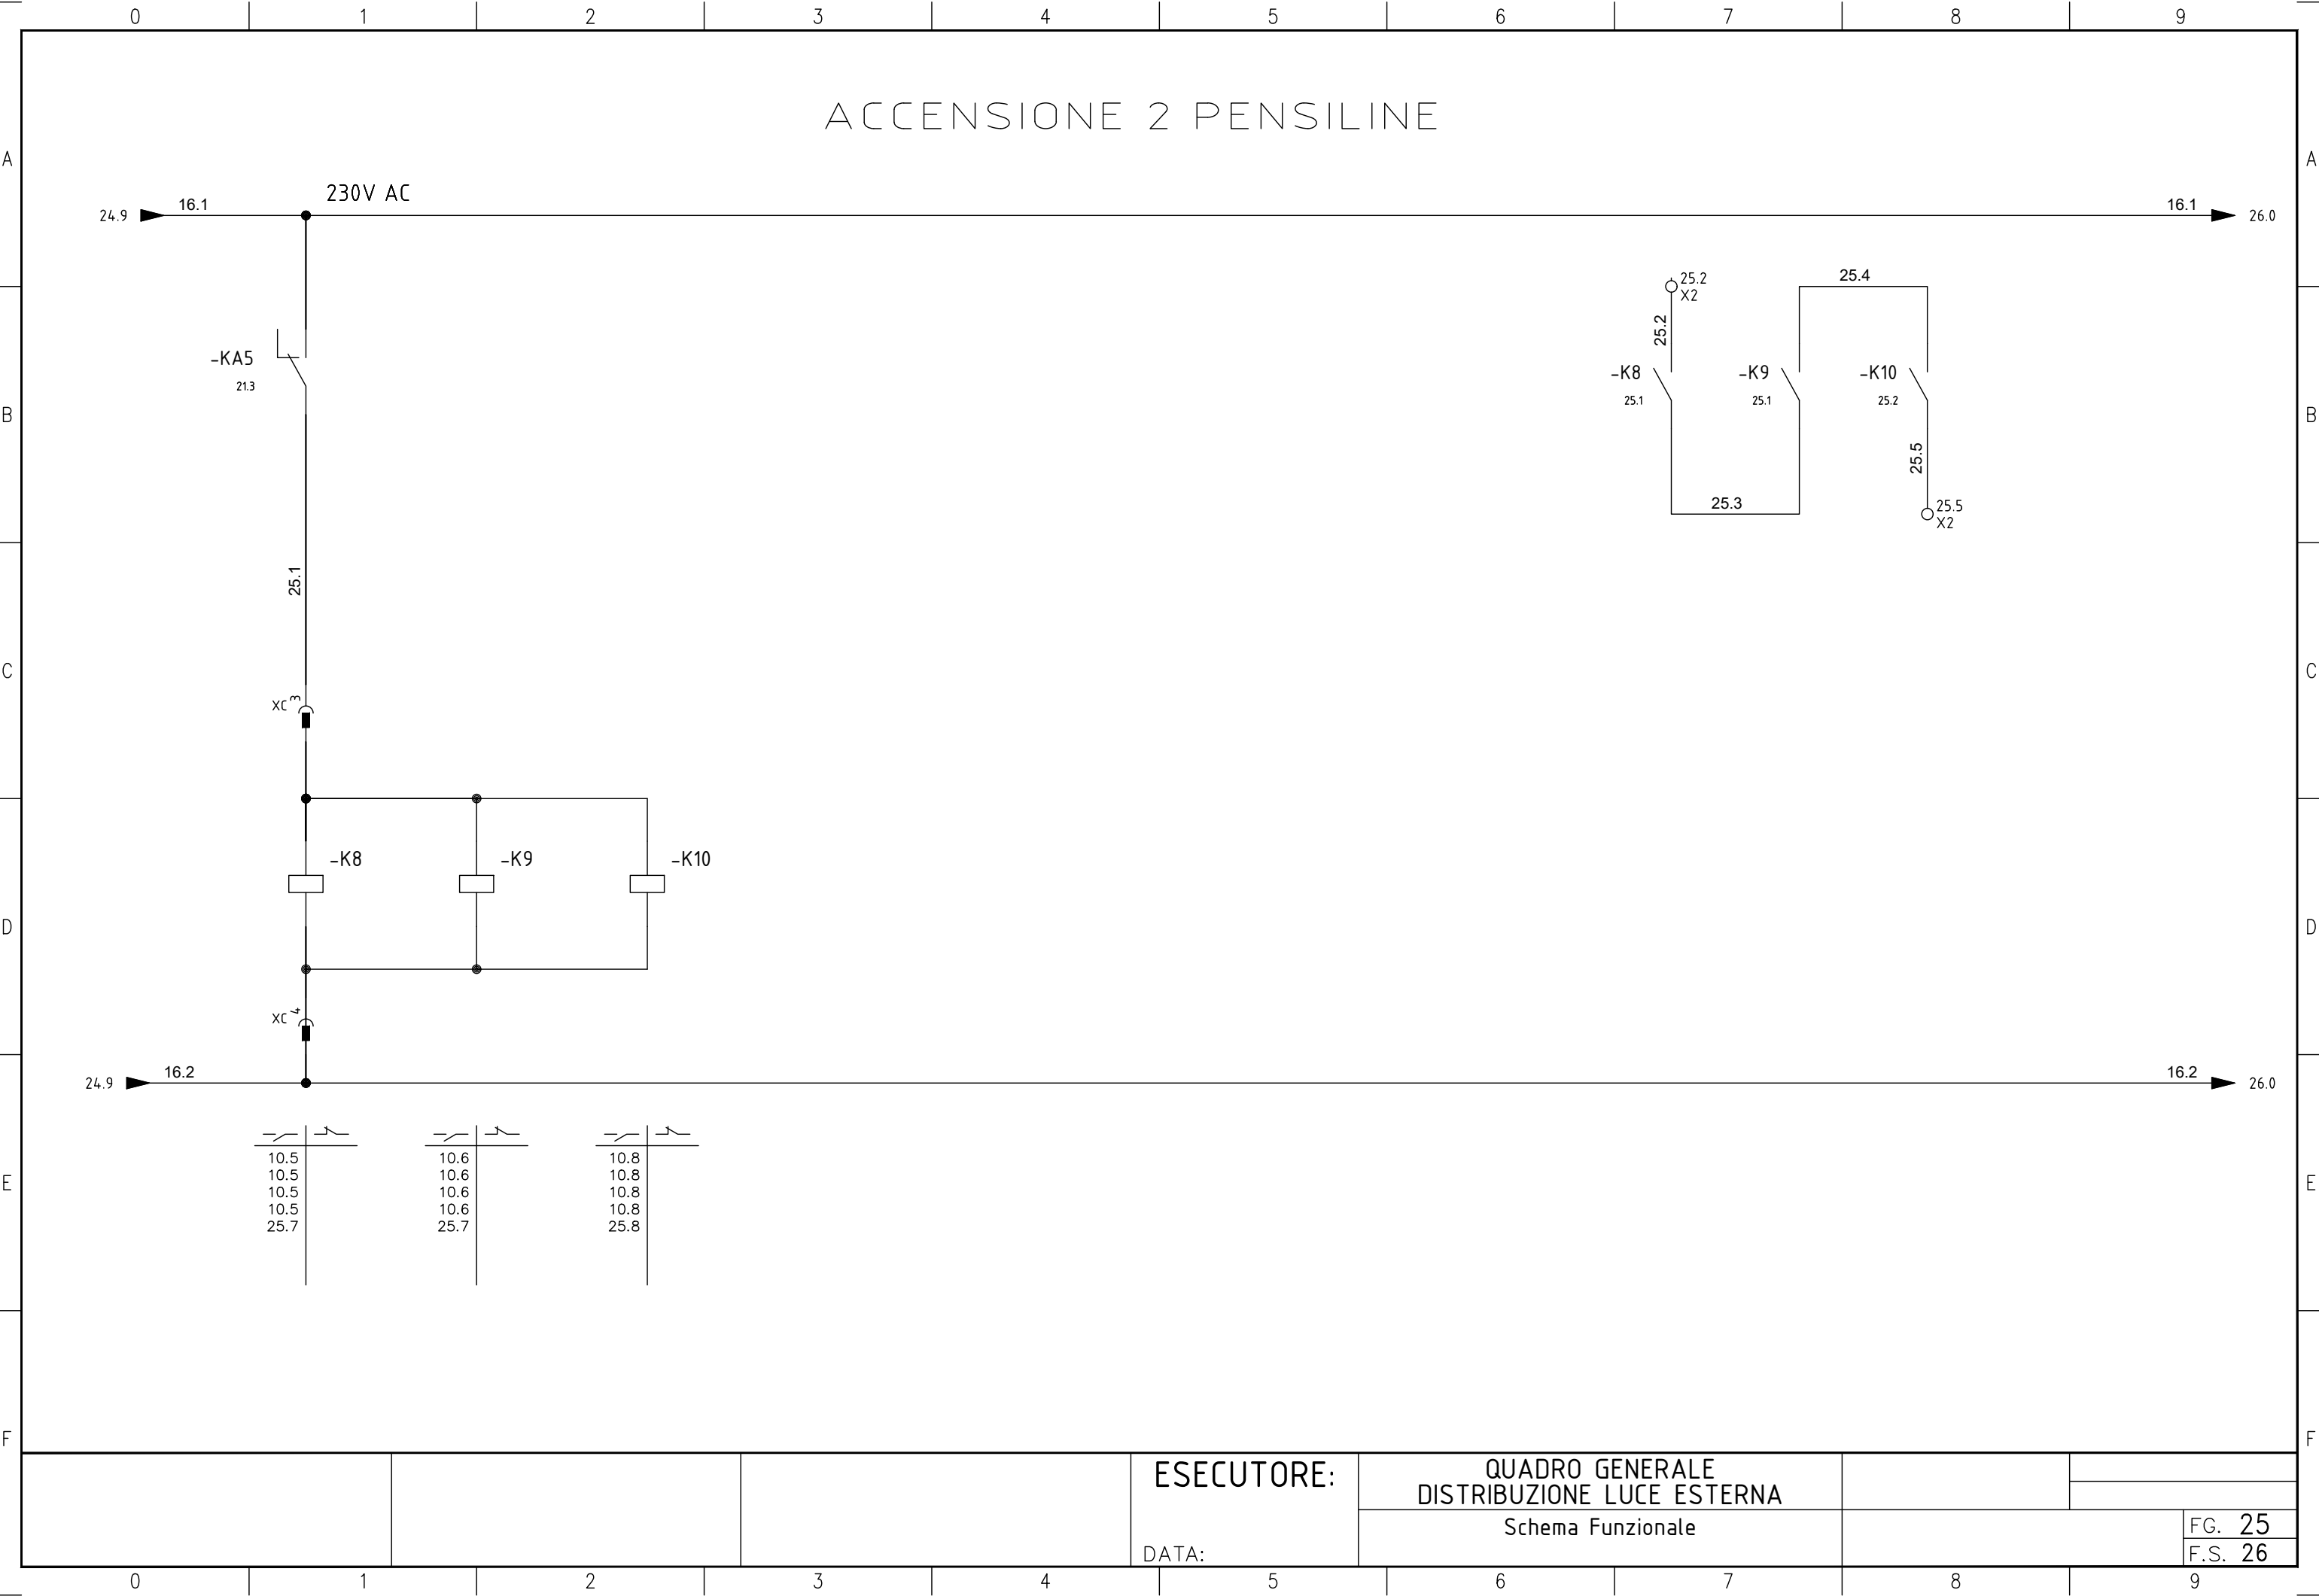 0 1 2 3 4 5 6 7 8 9
ACCENSIONE 2 PENSILINE
A A
230V AC
24.9 16.1 16.1 26.0
25.2
X2
25.4
25.2
-KA5
21.3
-K8
25.1
-K9
25.1
-K10
25.2
B B
25.5
25.3
25.5
X2
25.1
C C
XC 3
-K8 -K9 -K10
D D
XC 4
24.9 16.2 16.2 26.0
10.5 10.6 10.8
10.5 10.6 10.8
10.5 10.6 10.8
10.5 10.6 10.8
25.7 25.7 25.8
E E
F F
ESECUTORE:
DATA:
QUADRO GENERALE
DISTRIBUZIONE LUCE ESTERNA
Schema Funzionale
FG. 25
F.S. 26
0 1 2 3 4 5 6 7 8 9